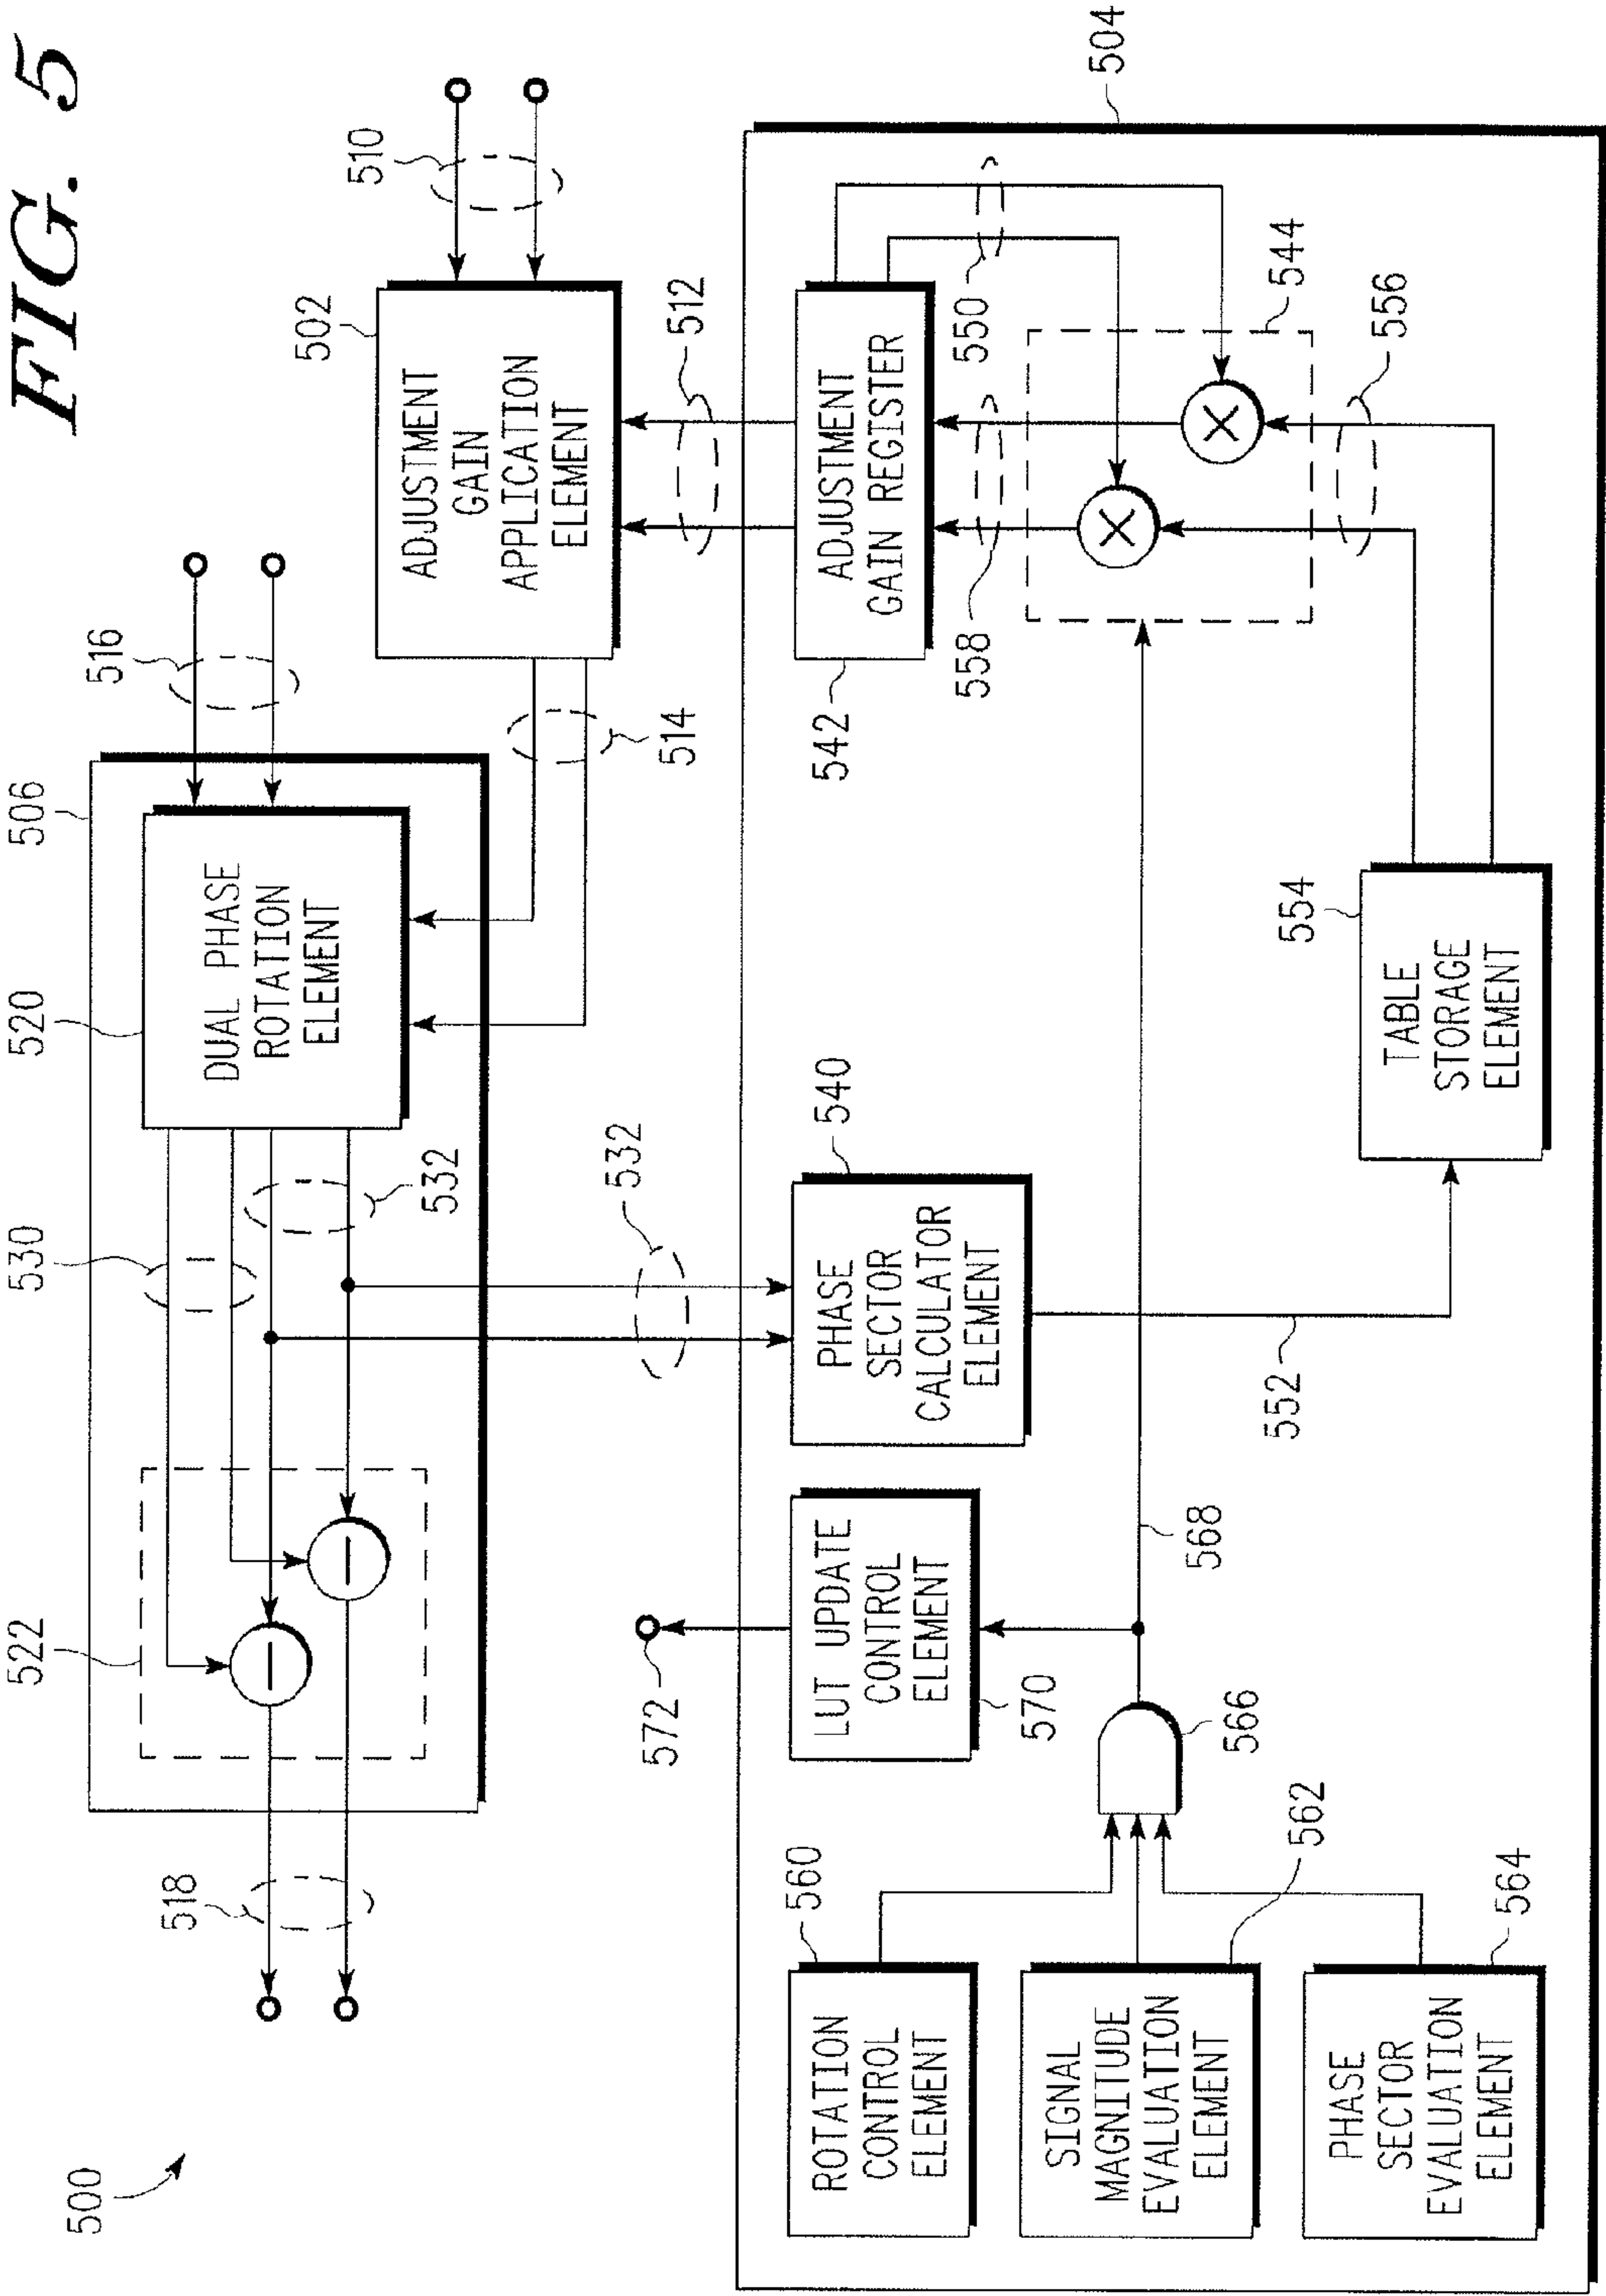 FIG. 5
500
518
522
530
532
520
DUAL PHASE
ROTATION
ELEMENT
506
516
514
502
ADJUSTMENT
GAIN
APPLICATION
ELEMENT
510
512
532
572
504
560
ROTATION
CONTROL
ELEMENT
SIGNAL
MAGNITUDE
EVALUATION
ELEMENT
562
PHASE
SECTOR
EVALUATION
ELEMENT
564
566
568
LUT UPDATE
CONTROL
ELEMENT
570
PHASE
SECTOR
CALCULATOR
ELEMENT
540
552
TABLE
STORAGE
ELEMENT
554
542
ADJUSTMENT
GAIN REGISTER
558
550
544
556